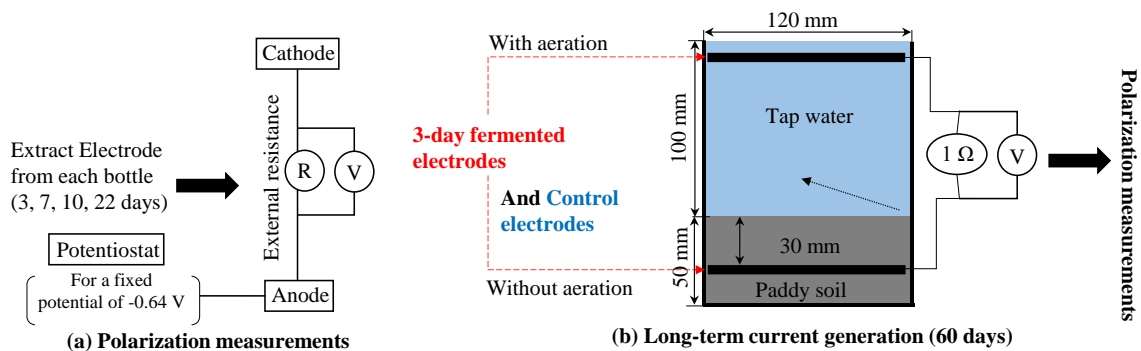 Cathode
External resistance
R
V
Extract Electrode
from each bottle
(3, 7, 10, 22 days)
Potentiostat
For a fixed
potential of -0.64 V
Anode
(a) Polarization measurements
120 mm
With aeration
100 mm
Tap water
3-day fermented
electrodes
And Control
electrodes
1 Ω
V
50 mm
30 mm
Without aeration
Paddy soil
(b) Long-term current generation (60 days)
Polarization measurements